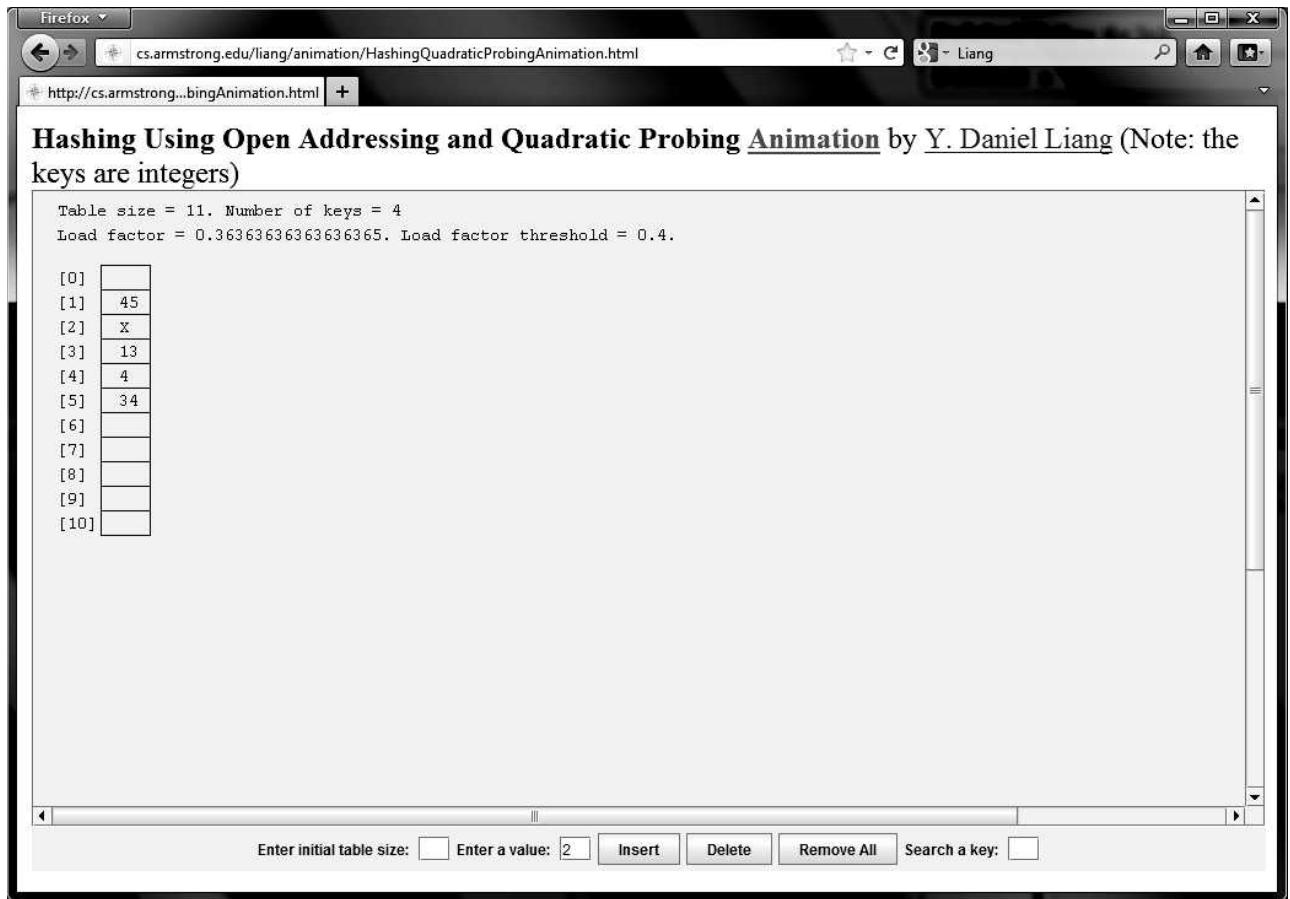 Firefox
cs.armstrong.edu/liang/animation/HashingQuadraticProbingAnimation.html
Liang
http://cs.armstrong...bingAnimation.html +
Hashing Using Open Addressing and Quadratic Probing Animation by Y. Daniel Liang (Note: the
keys are integers)
Table size = 11. Number of keys = 4
Load factor = 0.36363636363636365. Load factor threshold = 0.4.
[0]
[1] 45
[2] X
[3] 13
[4] 4
[5] 34
[6]
[7]
[8]
[9]
[10]
Enter initial table size: Enter a value: 2 Insert Delete Remove All Search a key: